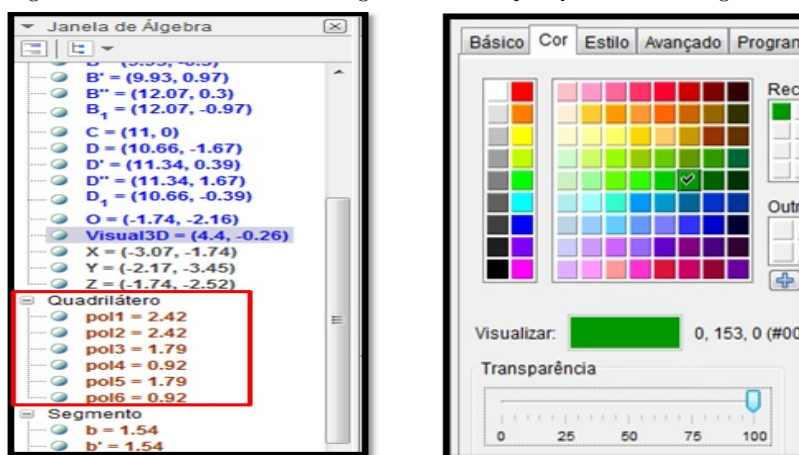 Janela de Álgebra
B' = (9.93, 0.97)
B'' = (12.07, 0.3)
B1 = (12.07, -0.97)
C = (11, 0)
D = (10.66, -1.67)
D' = (11.34, 0.39)
D'' = (11.34, 1.67)
D1 = (10.66, -0.39)
O = (-1.74, -2.16)
Visual3D = (4.4, -0.26)
X = (-3.07, -1.74)
Y = (-2.17, -3.45)
Z = (-1.74, -2.52)
Quadrilátero
pol1 = 2.42
pol2 = 2.42
pol3 = 1.79
pol4 = 0.92
pol5 = 1.79
pol6 = 0.92
Segmento
b = 1.54
b' = 1.54
Básico Cor Estilo Avançado Program
Rec
Outr
Visualizar: 0, 153, 0 (#00
Transparência
0 25 50 75 100